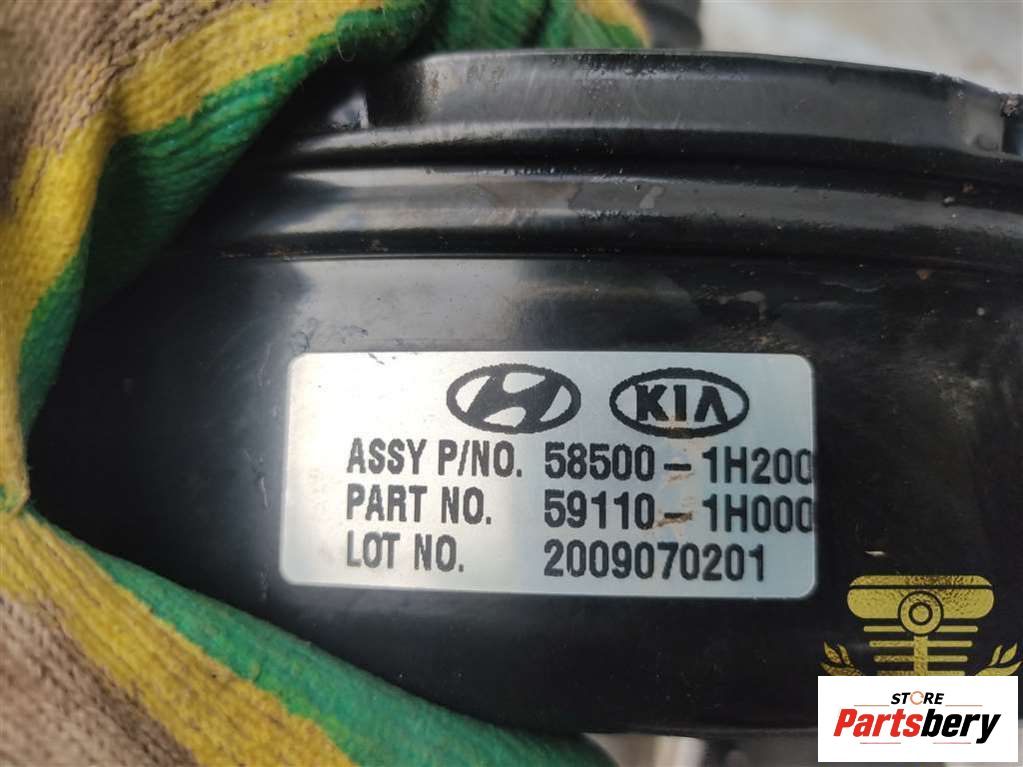 KIA
ASSY P/NO. 58500-1H200
PART NO. 59110-1H000
LOT NO. 2009070201
STORE
Partsbery